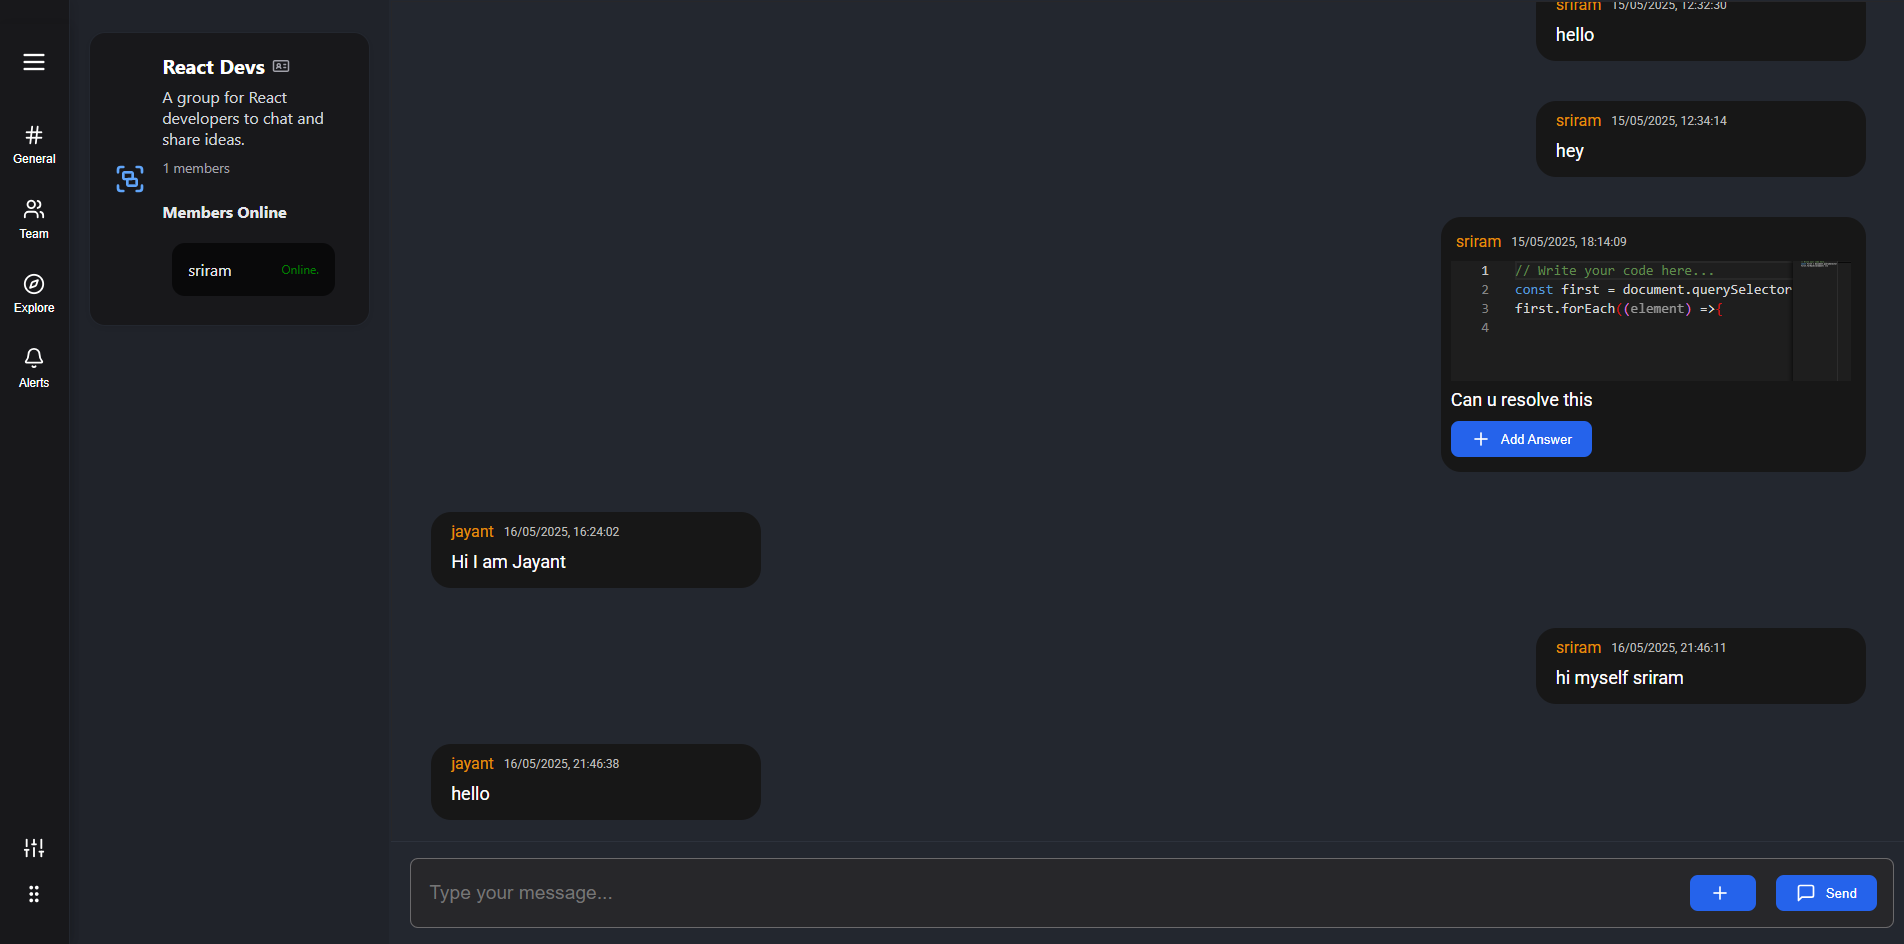 General
Team
Explore
Alerts
React Devs
A group for React
developers to chat and
share ideas.
1 members
Members Online
sriram Online.
sriram 15/05/2025, 12:32:30
hello
sriram 15/05/2025, 12:34:14
hey
sriram 15/05/2025, 18:14:09
1 // Write your code here...
2 const first = document.querySelector
3 first.forEach((element) =>{
4
Can u resolve this
Add Answer
jayant 16/05/2025, 16:24:02
Hi I am Jayant
sriram 16/05/2025, 21:46:11
hi myself sriram
jayant 16/05/2025, 21:46:38
hello
Type your message...
Send